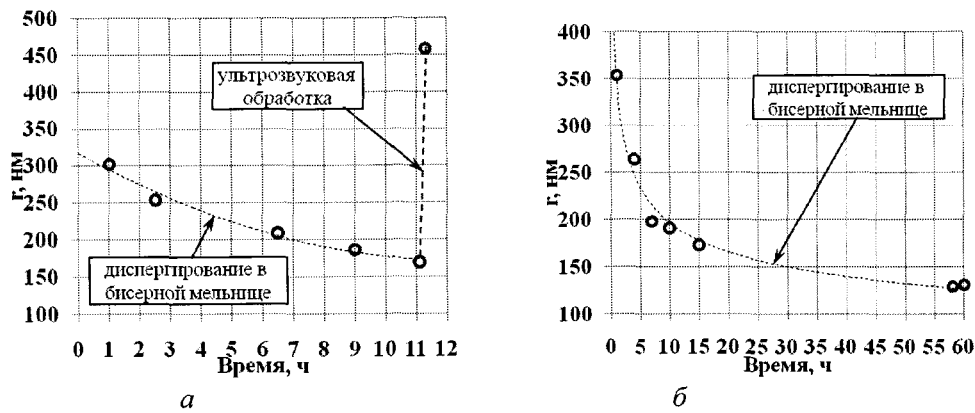 500
450
400
350
300
250
200
150
100
r, нм
ультрозвуковая
обработка
диспергирование в
бисерной мельнице
0 1 2 3 4 5 6 7 8 9 10 11 12
Время, ч
а
400
350
300
250
200
150
100
r, нм
диспергирование в
бисерной мельнице
0 5 10 15 20 25 30 35 40 45 50 55 60
Время, ч
б